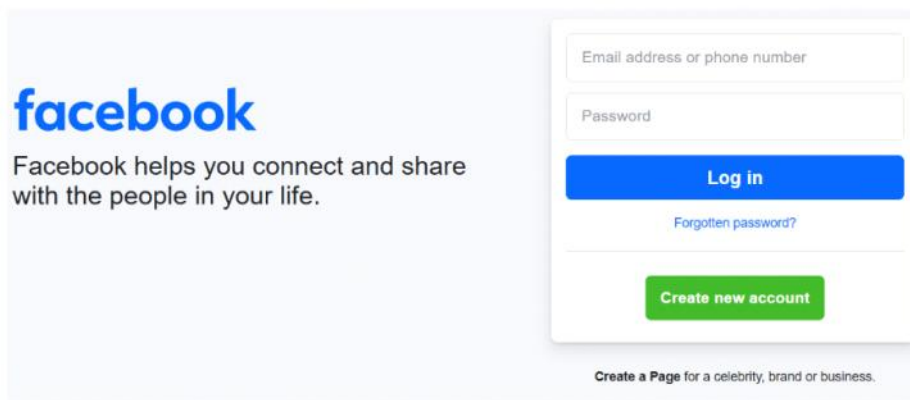 facebook
Facebook helps you connect and share
with the people in your life.
Email address or phone number
Password
Log in
Forgotten password?
Create new account
Create a Page for a celebrity, brand or business.